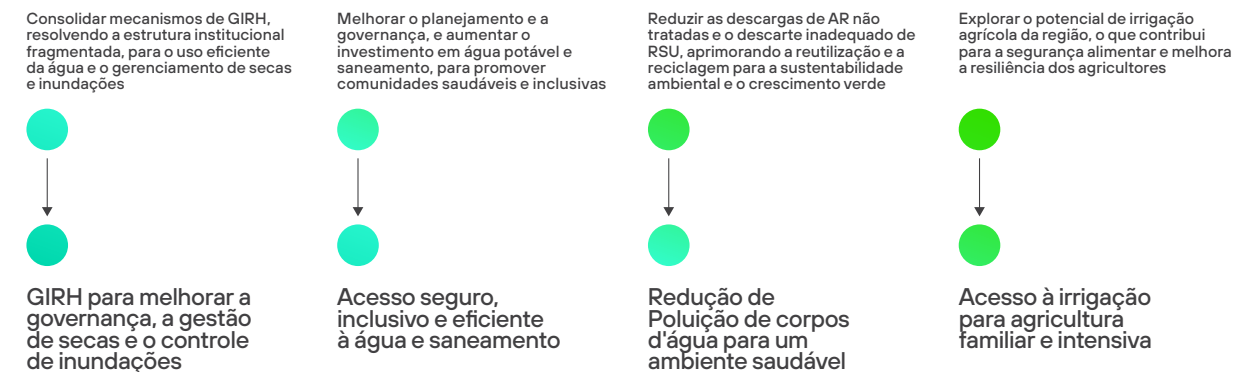 Consolidar mecanismos de GIRH,
resolvendo a estrutura institucional
fragmentada, para o uso eficiente
da água e o gerenciamento de secas
e inundações
Melhorar o planejamento e a
governança, e aumentar o
investimento em água potável e
saneamento, para promover
comunidades saudáveis e inclusivas
Reduzir as descargas de AR não
tratadas e o descarte inadequado de
RSU, aprimorando a reutilização e a
reciclagem para a sustentabilidade
ambiental e o crescimento verde
Explorar o potencial de irrigação
agrícola da região, o que contribui
para a segurança alimentar e melhora
a resiliência dos agricultores
GIRH para melhorar a
governança, a gestão
de secas e o controle
de inundações
Acesso seguro,
inclusivo e eficiente
à água e saneamento
Redução de
Poluição de corpos
d'água para um
ambiente saudável
Acesso à irrigação
para agricultura
familiar e intensiva